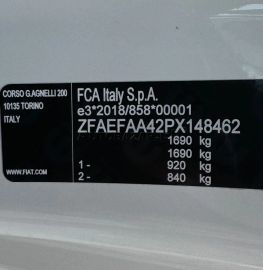 CORSO G.AGNELLI 200
10135 TORINO
ITALY
WWW.FIAT.COM
FCA Italy S.p.A.
e3*2018/858*00001
ZFAEFAA42PX148462
1690 kg
1690 kg
1- 920 kg
2- 840 kg